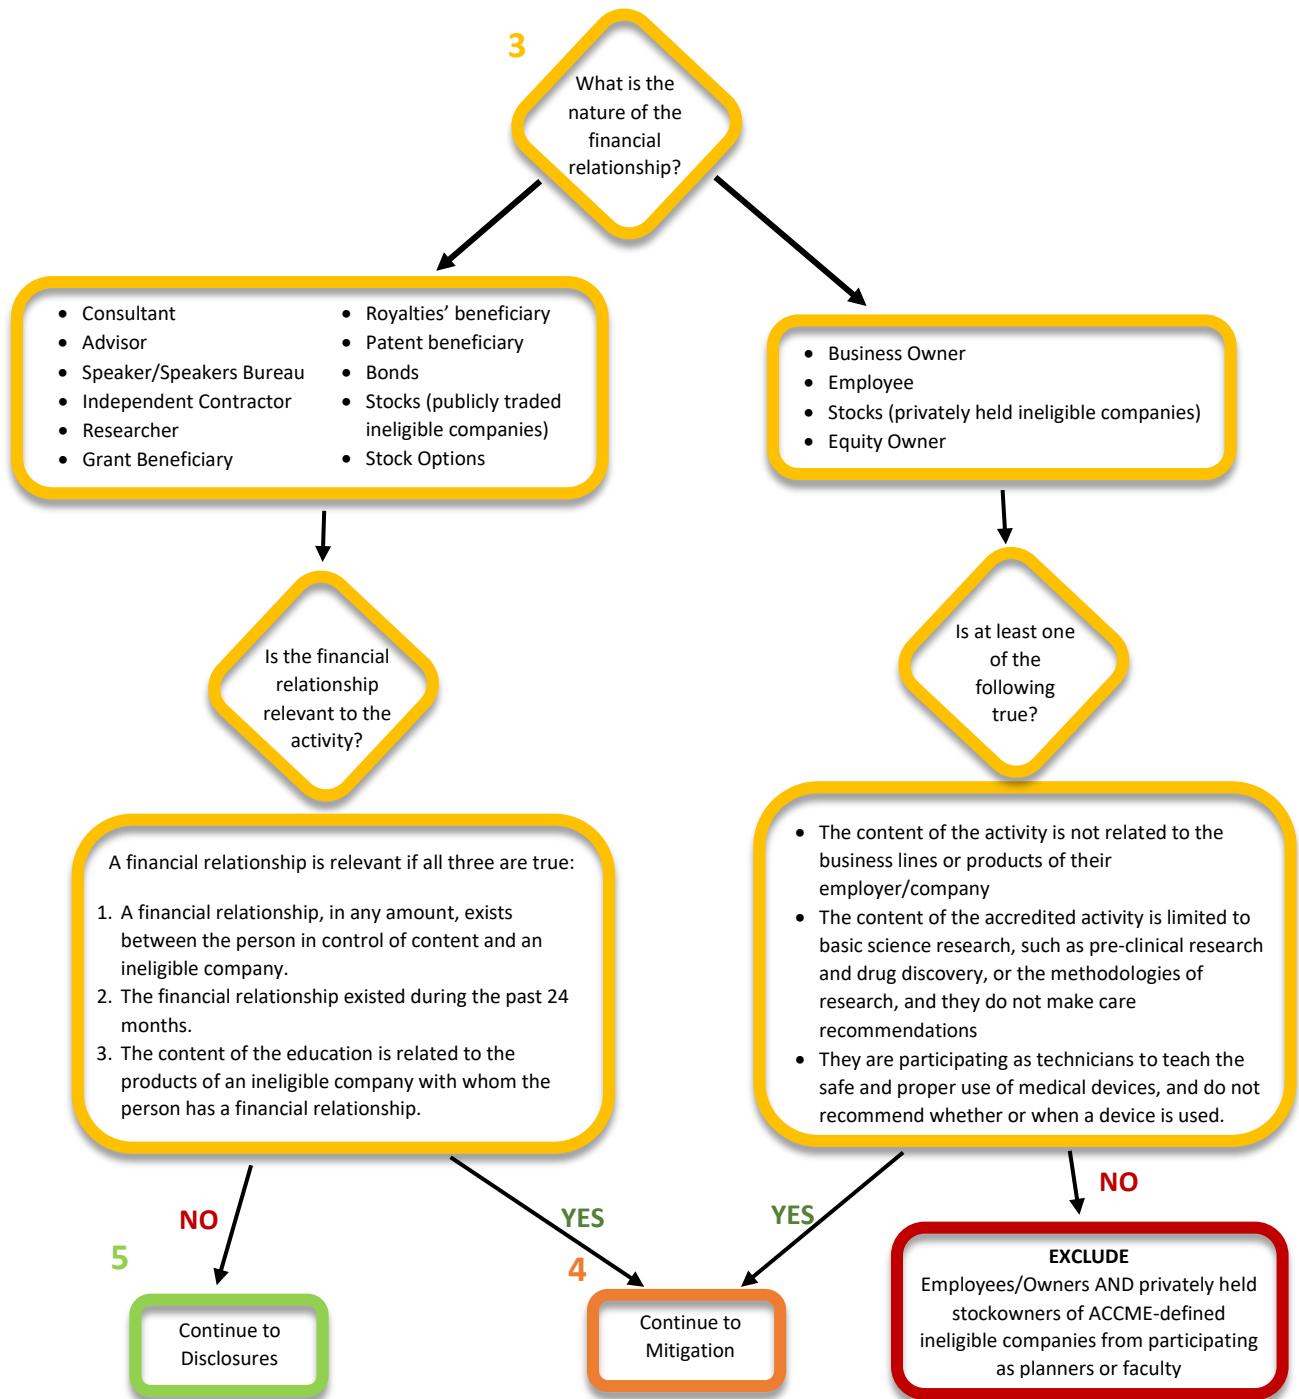 3
What is the
nature of the
financial
relationship?
• Consultant
• Advisor
• Speaker/Speakers Bureau
• Independent Contractor
• Researcher
• Grant Beneficiary
• Royalties’ beneficiary
• Patent beneficiary
• Bonds
• Stocks (publicly traded
ineligible companies)
• Stock Options
• Business Owner
• Employee
• Stocks (privately held ineligible companies)
• Equity Owner
Is the financial
relationship
relevant to the
activity?
Is at least one
of the
following
true?
A financial relationship is relevant if all three are true:
1. A financial relationship, in any amount, exists
between the person in control of content and an
ineligible company.
2. The financial relationship existed during the past 24
months.
3. The content of the education is related to the
products of an ineligible company with whom the
person has a financial relationship.
• The content of the activity is not related to the
business lines or products of their
employer/company
• The content of the accredited activity is limited to
basic science research, such as pre-clinical research
and drug discovery, or the methodologies of
research, and they do not make care
recommendations
• They are participating as technicians to teach the
safe and proper use of medical devices, and do not
recommend whether or when a device is used.
NO
YES
YES
NO
5
Continue to
Disclosures
4
Continue to
Mitigation
EXCLUDE
Employees/Owners AND privately held
stockowners of ACCME-defined
ineligible companies from participating
as planners or faculty